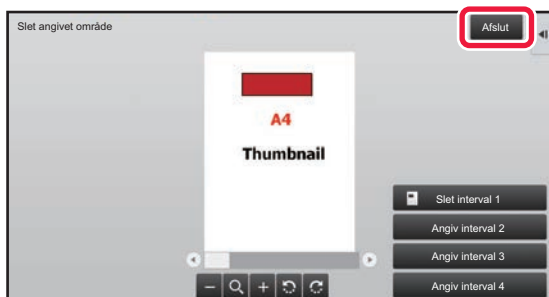 Slet angivet område
Afslut
A4
Thumbnail
Slet interval 1
Angiv interval 2
Angiv interval 3
Angiv interval 4